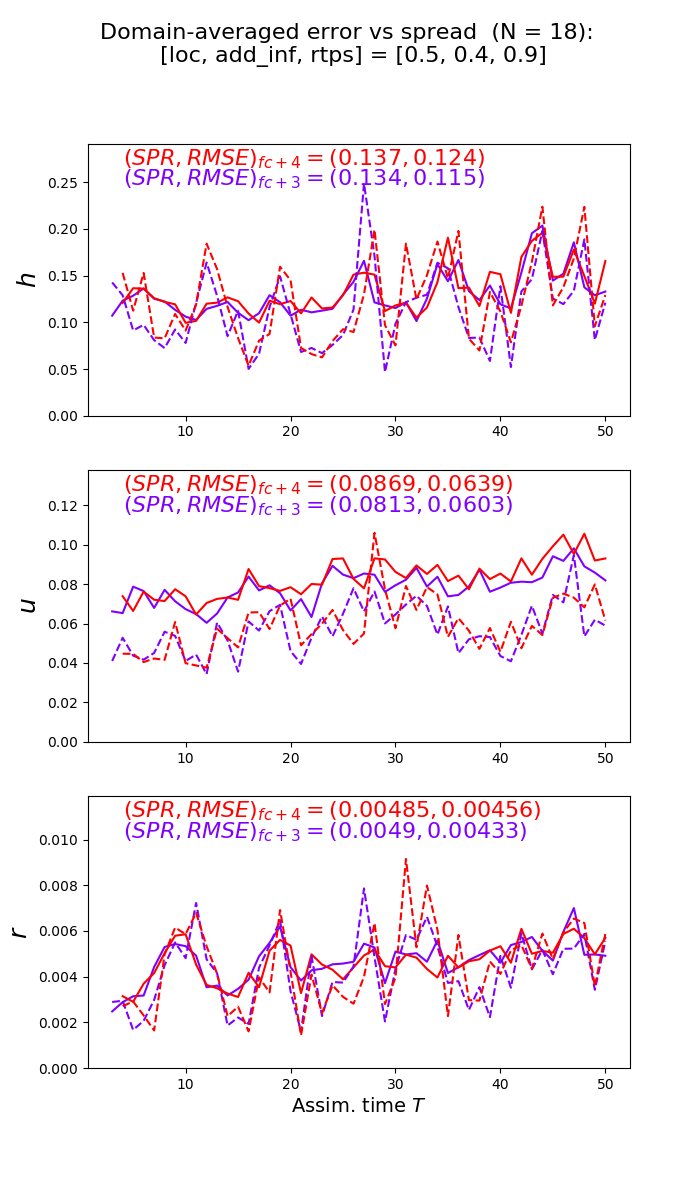 Domain-averaged error vs spread (N = 18):
[loc, add_inf, rtps] = [0.5, 0.4, 0.9]
(SPR, RMSE)fc+4 = (0.137, 0.124)
(SPR, RMSE)fc+3 = (0.134, 0.115)
h
0.25
0.20
0.15
0.10
0.05
0.00
10 20 30 40 50
(SPR, RMSE)fc+4 = (0.0869, 0.0639)
(SPR, RMSE)fc+3 = (0.0813, 0.0603)
u
0.12
0.10
0.08
0.06
0.04
0.02
0.00
10 20 30 40 50
(SPR, RMSE)fc+4 = (0.00485, 0.00456)
(SPR, RMSE)fc+3 = (0.0049, 0.00433)
r
0.010
0.008
0.006
0.004
0.002
0.000
10 20 30 40 50
Assim. time T